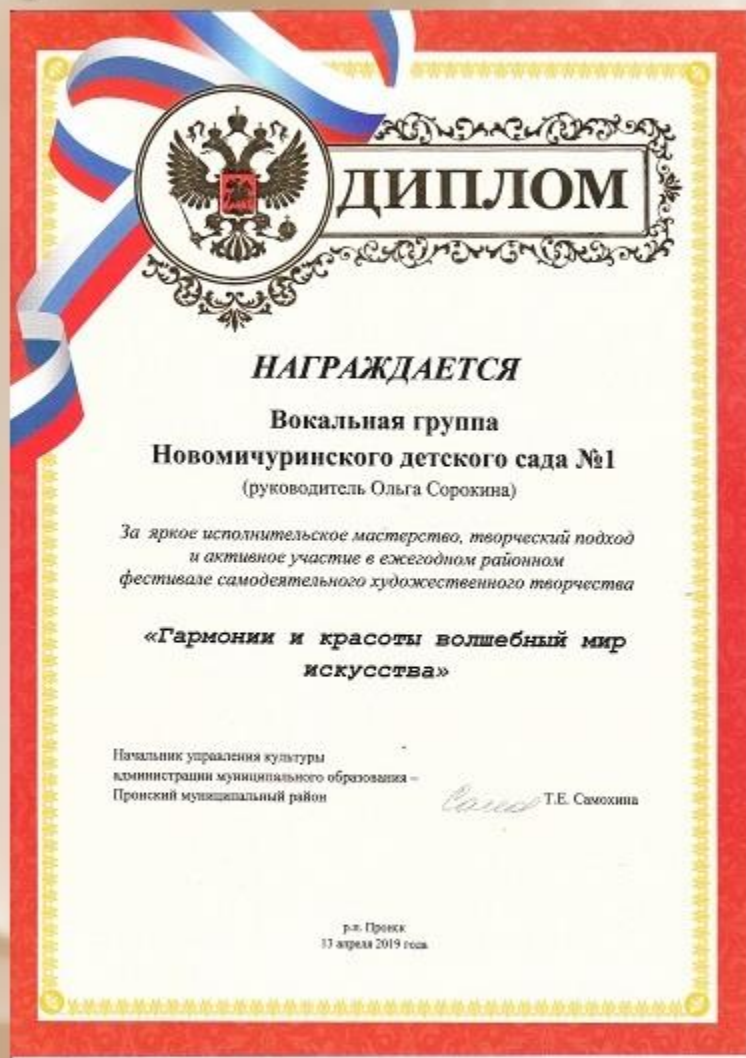 ДИПЛОМ
НАГРАЖДАЕТСЯ
Вокальная группа
Новомичуринского детского сада №1
(руководитель Ольга Сорокина)
За яркое исполнительское мастерство, творческий подход
и активное участие в ежегодном районном
фестивале самодеятельного художественного творчества
«Гармонии и красоты волшебный мир
искусства»
Начальник управления культуры
администрации муниципального образования –
Пронский муниципальный район
Т.Е. Самохина
р.п. Пронск
13 апреля 2019 года